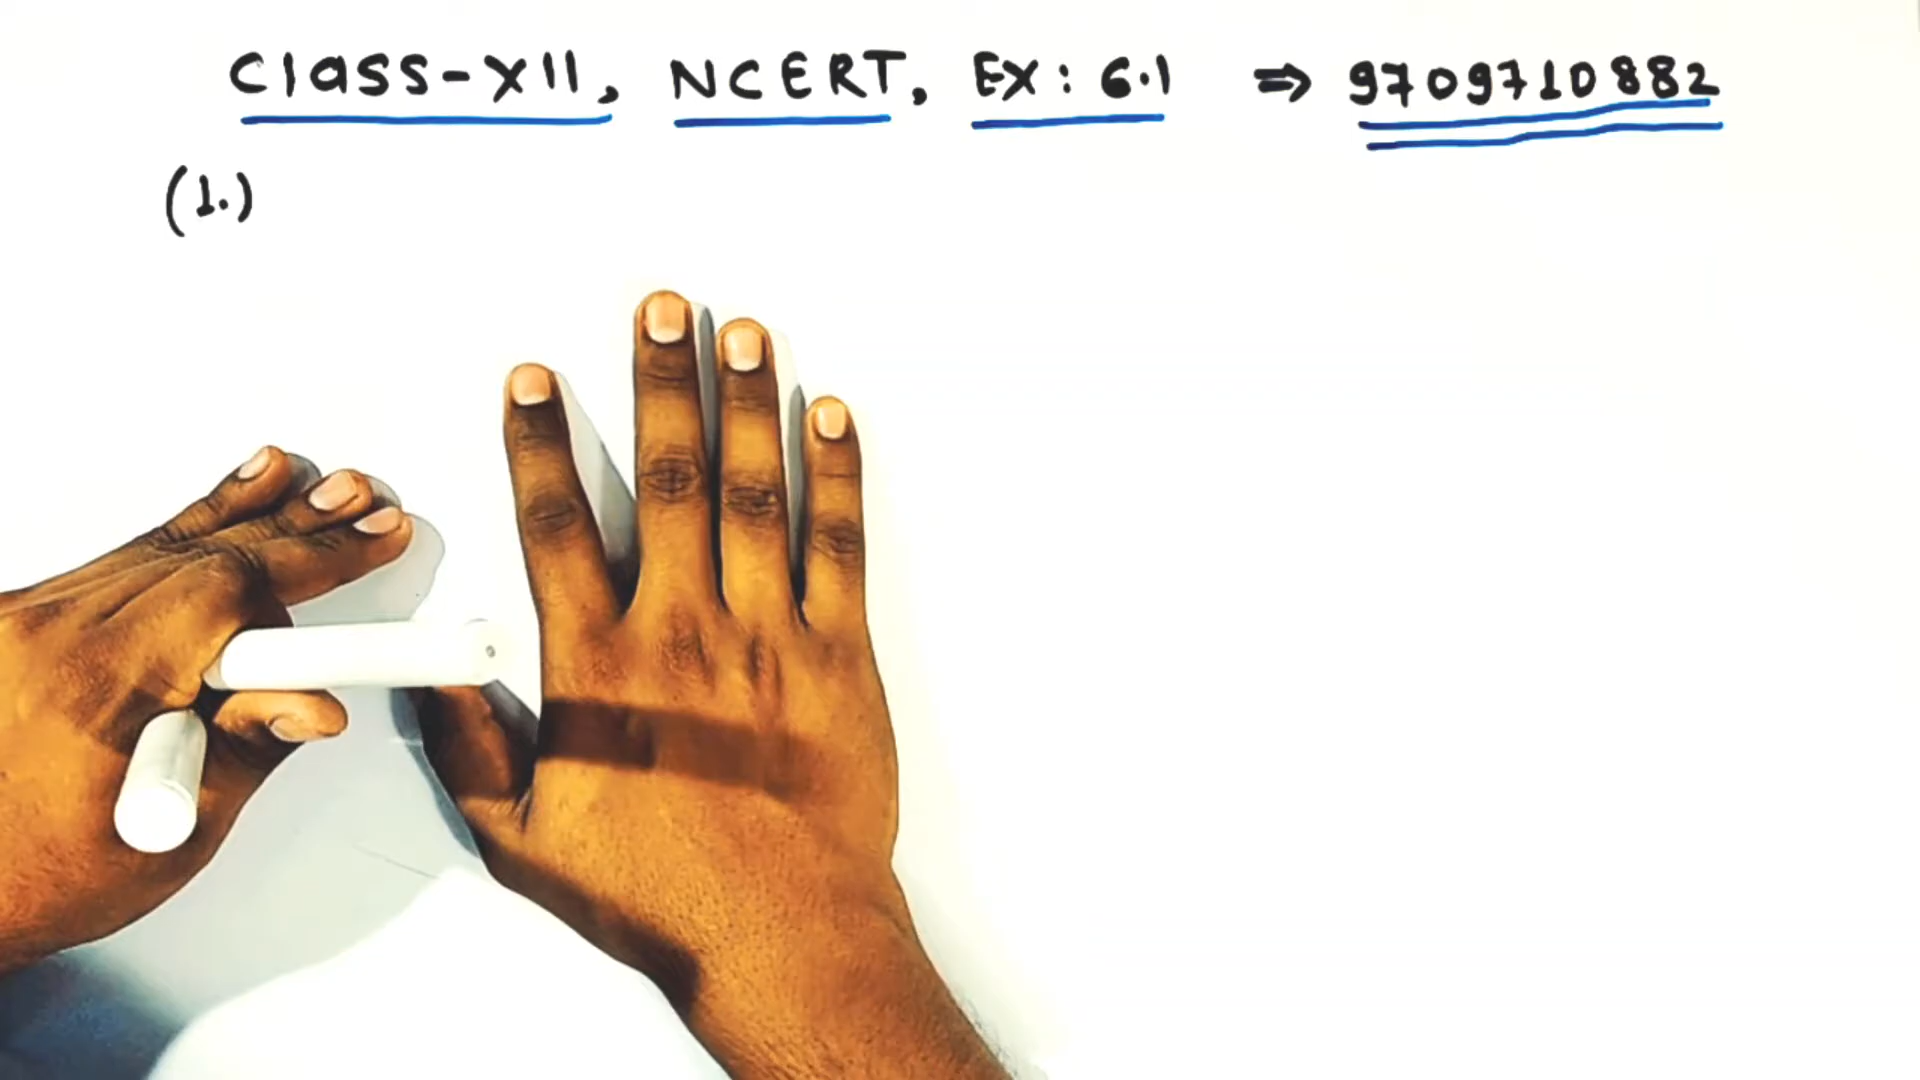 Class-XII, NCERT, EX: 6.1 ⇒ 9709710882
(1.)